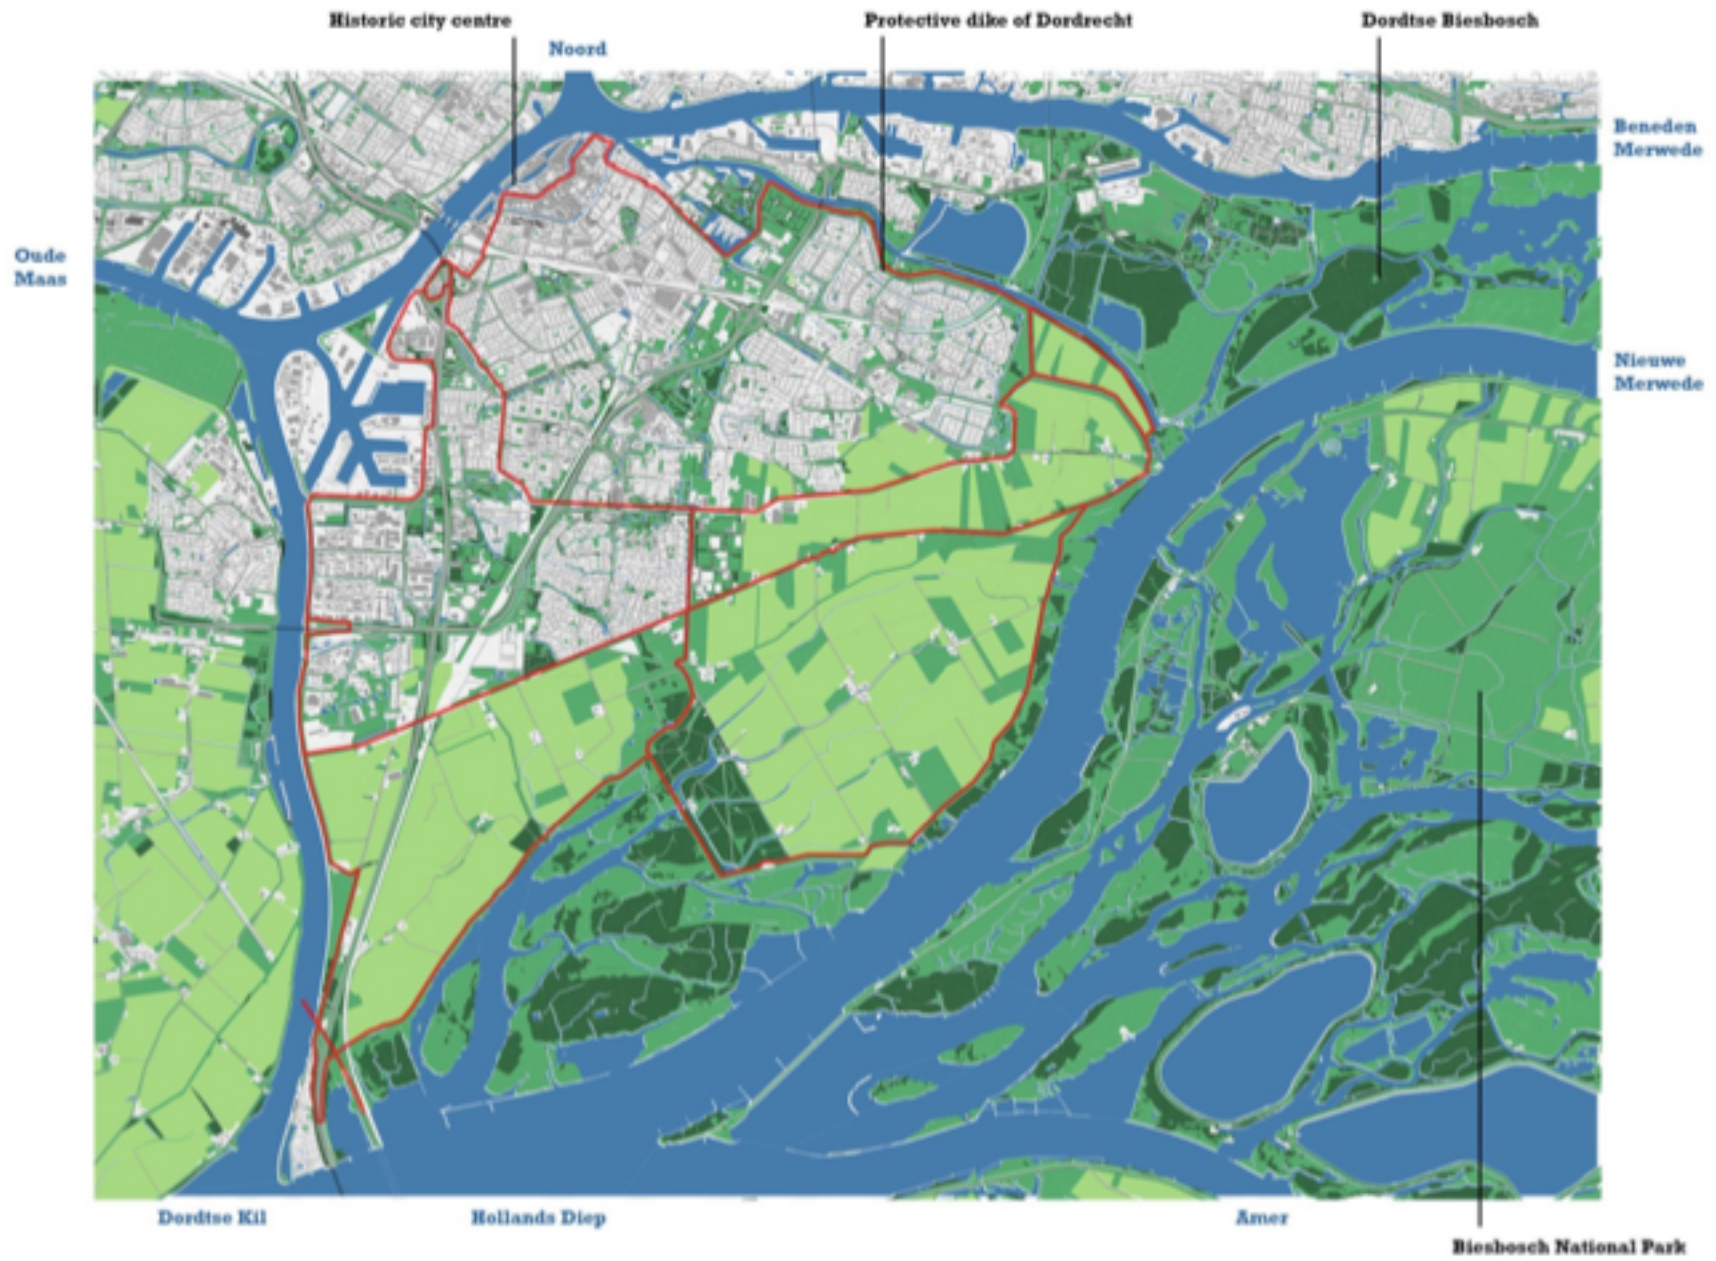 Historic city centre
Protective dike of Dordrecht
Dordtse Biesbosch
Noord
Beneden
Merwede
Oude
Maas
Nieuwe
Merwede
Dordtse Kil
Hollands Diep
Amer
Biesbosch National Park